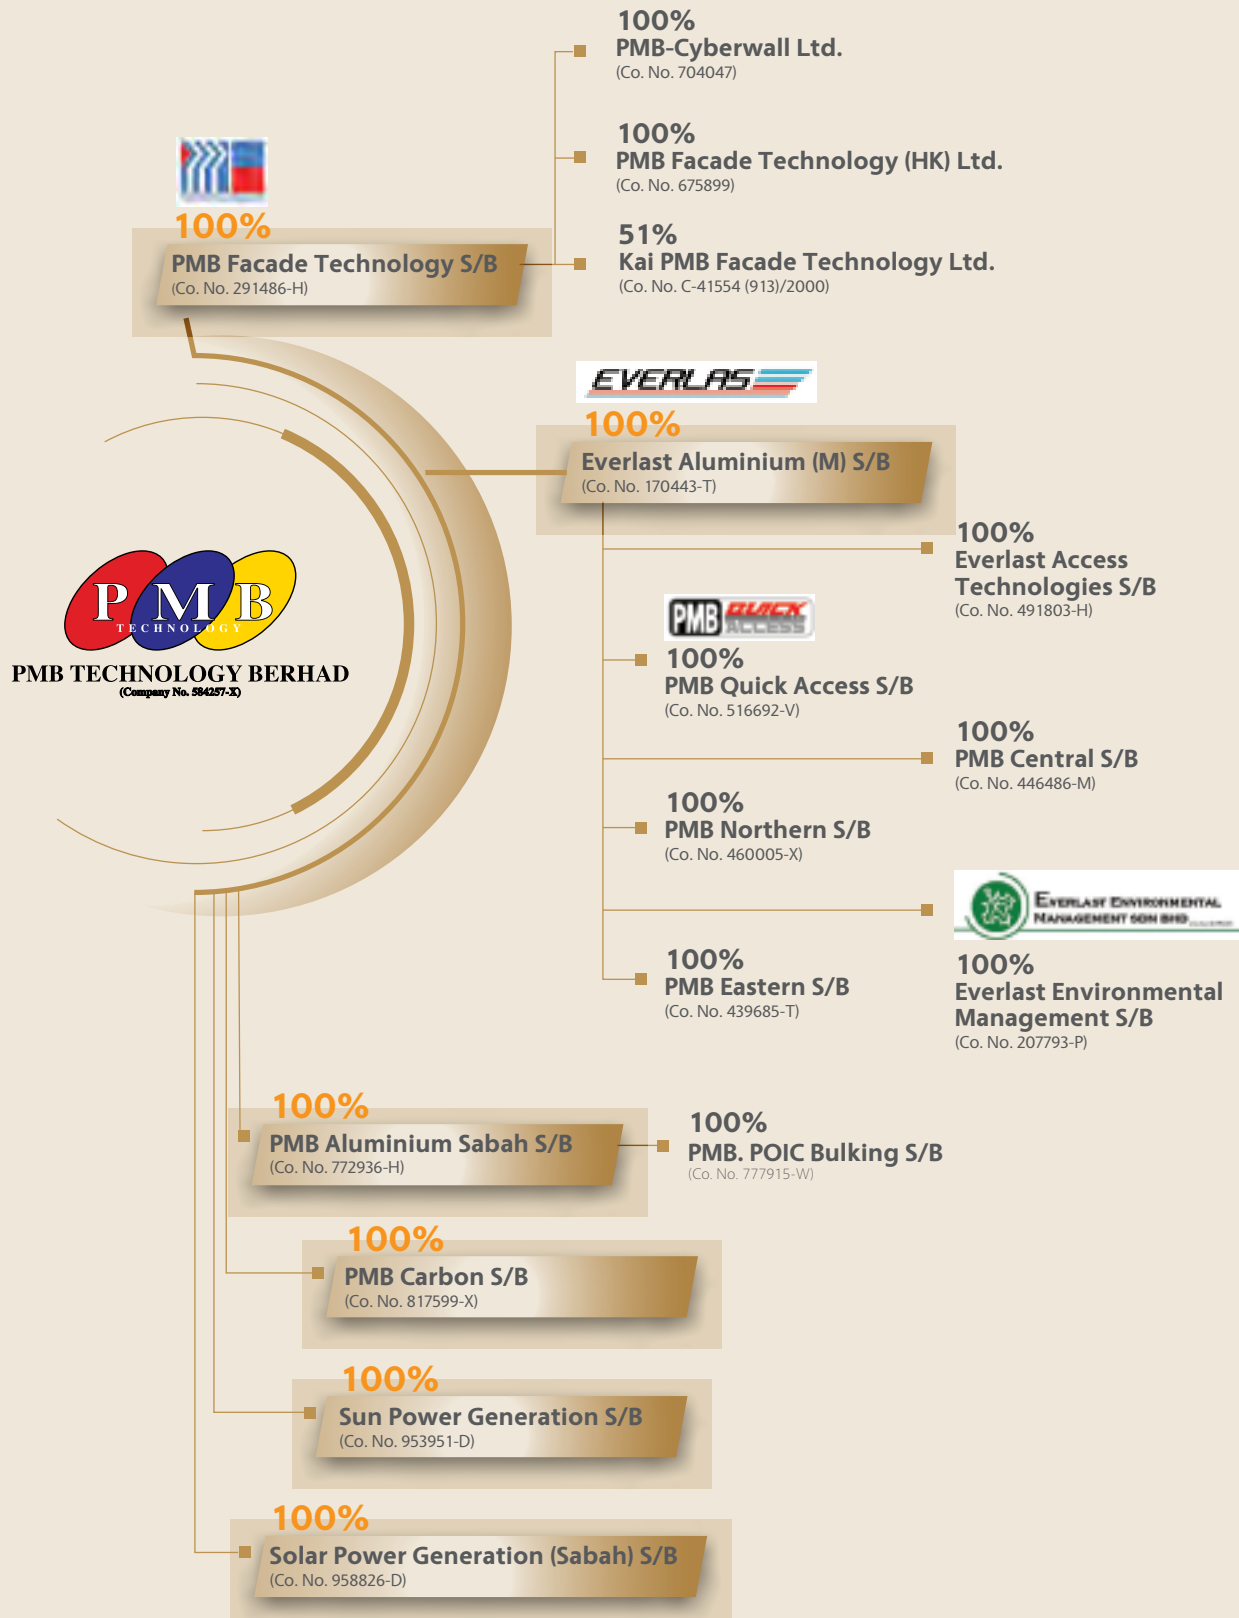 100%
PMB-Cyberwall Ltd.
(Co. No. 704047)
100%
PMB Facade Technology (HK) Ltd.
(Co. No. 675899)
51%
Kai PMB Facade Technology Ltd.
(Co. No. C-41554 (913)/2000)
100%
PMB Facade Technology S/B
(Co. No. 291486-H)
EVERLAS
100%
Everlast Aluminium (M) S/B
(Co. No. 170443-T)
100%
Everlast Access
Technologies S/B
(Co. No. 491803-H)
PMB
TECHNOLOGY
PMB TECHNOLOGY BERHAD
(Company No. 584257-X)
PMB QUICK
ACCESS
100%
PMB Quick Access S/B
(Co. No. 516692-V)
100%
PMB Central S/B
(Co. No. 446486-M)
100%
PMB Northern S/B
(Co. No. 460005-X)
EVERLAST ENVIRONMENTAL
MANAGEMENT SDN BHD
100%
Everlast Environmental
Management S/B
(Co. No. 207793-P)
100%
PMB Eastern S/B
(Co. No. 439685-T)
100%
PMB Aluminium Sabah S/B
(Co. No. 772936-H)
100%
PMB. POIC Bulking S/B
(Co. No. 777915-W)
100%
PMB Carbon S/B
(Co. No. 817599-X)
100%
Sun Power Generation S/B
(Co. No. 953951-D)
100%
Solar Power Generation (Sabah) S/B
(Co. No. 958826-D)